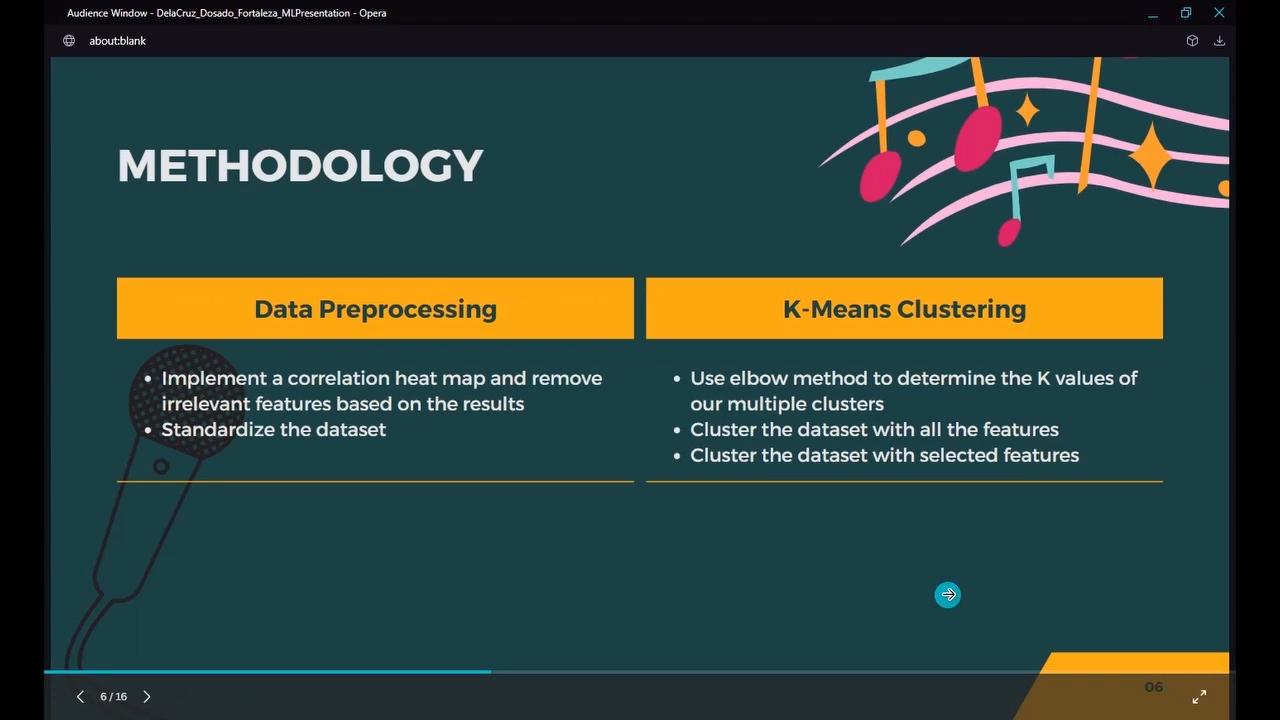 Audience Window - DelaCruz_Dosado_Fortaleza_MLPresentation - Opera
about:blank
METHODOLOGY
Data Preprocessing
Implement a correlation heat map and remove
irrelevant features based on the results
Standardize the dataset
K-Means Clustering
Use elbow method to determine the K values of
our multiple clusters
Cluster the dataset with all the features
Cluster the dataset with selected features
06
6 / 16